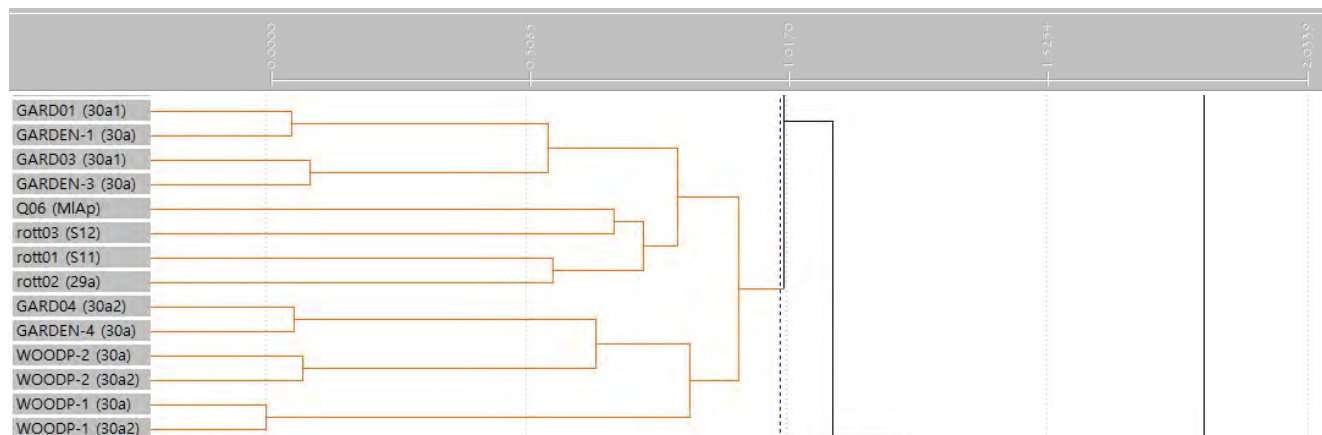 0.0000 0.5085 1.0170 1.5254 2.0339
GARD01 (30a1)
GARDEN-1 (30a)
GARD03 (30a1)
GARDEN-3 (30a)
Q06 (MlAp)
rott03 (S12)
rott01 (S11)
rott02 (29a)
GARD04 (30a2)
GARDEN-4 (30a)
WOODP-2 (30a)
WOODP-2 (30a2)
WOODP-1 (30a)
WOODP-1 (30a2)